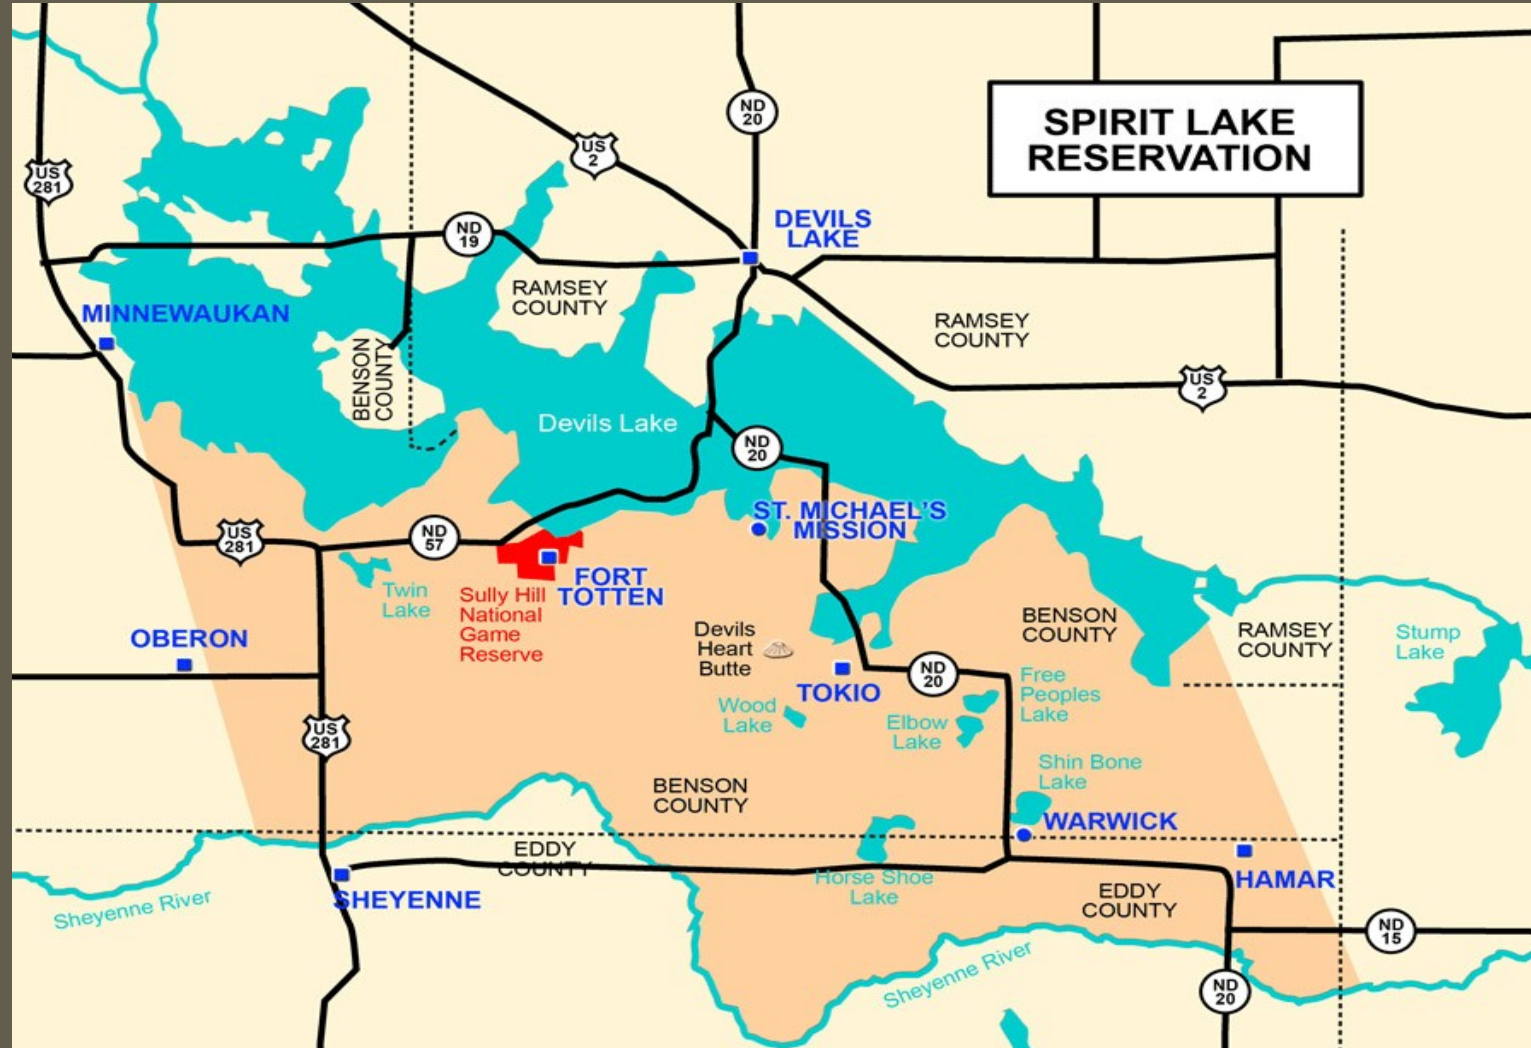 ND
20
SPIRIT LAKE
RESERVATION
US
2
US
281
DEVILS
LAKE
ND
19
RAMSEY
COUNTY
MINNEWAUKAN
RAMSEY
COUNTY
BENSON
COUNTY
US
2
Devils Lake
ND
20
ST. MICHAEL'S
MISSION
US
281
ND
57
FORT
TOTTEN
Twin
Lake
Sully Hill
National
Game
Reserve
OBERON
Devils
Heart
Butte
BENSON
COUNTY
RAMSEY
COUNTY
Stump
Lake
TOKIO
ND
20
Free
Peoples
Lake
Wood
Lake
Elbow
Lake
US
281
Shin Bone
Lake
BENSON
COUNTY
WARWICK
EDDY
COUNTY
Horse Shoe
Lake
HAMAR
EDDY
COUNTY
SHEYENNE
Sheyenne River
ND
15
Sheyenne River
ND
20